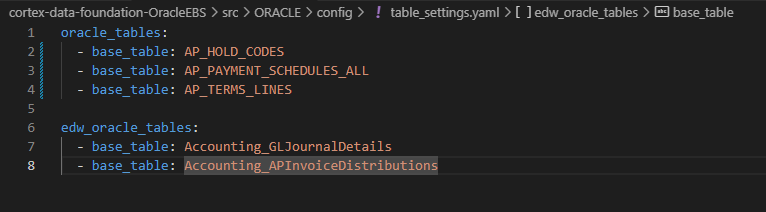 cortex-data-foundation-OracleEBS > src > ORACLE > config > ! table_settings.yaml > [ ] edw_oracle_tables > abc base_table
1 oracle_tables:
2 - base_table: AP_HOLD_CODES
3 - base_table: AP_PAYMENT_SCHEDULES_ALL
4 - base_table: AP_TERMS_LINES
5
6 edw_oracle_tables:
7 - base_table: Accounting_GLJournalDetails
8 - base_table: Accounting_APInvoiceDistributions